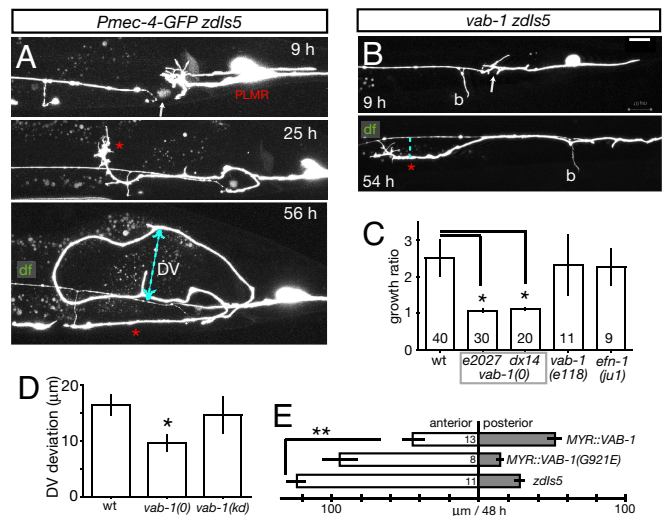 Pmec-4-GFP zdIs5
A
9 h
PLMR
*
25 h
56 h
df
DV
*
vab-1 zdIs5
B
9 h
b
df
*
54 h
b
C
growth ratio
3
2
1
0
* *
40 30 20 11 9
wt e2027 dx14 vab-1 efn-1
vab-1(0) (e118) (ju1)
D
DV deviation (μm)
20
15
10
0
*
wt vab-1(0) vab-1(kd)
E
anterior posterior
**
13 MYR::VAB-1
8 MYR::VAB-1(G921E)
11 zdIs5
100 100
μm / 48 h